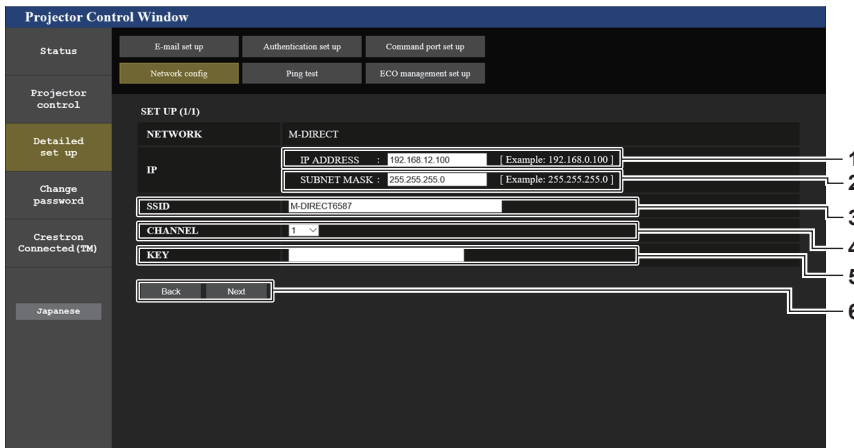 Projector Control Window
Status
E-mail set up
Authentication set up
Command port set up
Network config
Ping test
ECO management set up
Projector
control
Detailed
set up
Change
password
Crestron
Connected(TM)
Japanese
SET UP (1/1)
NETWORK M-DIRECT
IP
IP ADDRESS : 192.168.12.100 [ Example: 192.168.0.100 ]
SUBNET MASK : 255.255.255.0 [ Example: 255.255.255.0 ]
SSID M-DIRECT6587
CHANNEL 1
KEY
Back Next
1
2
3
4
5
6